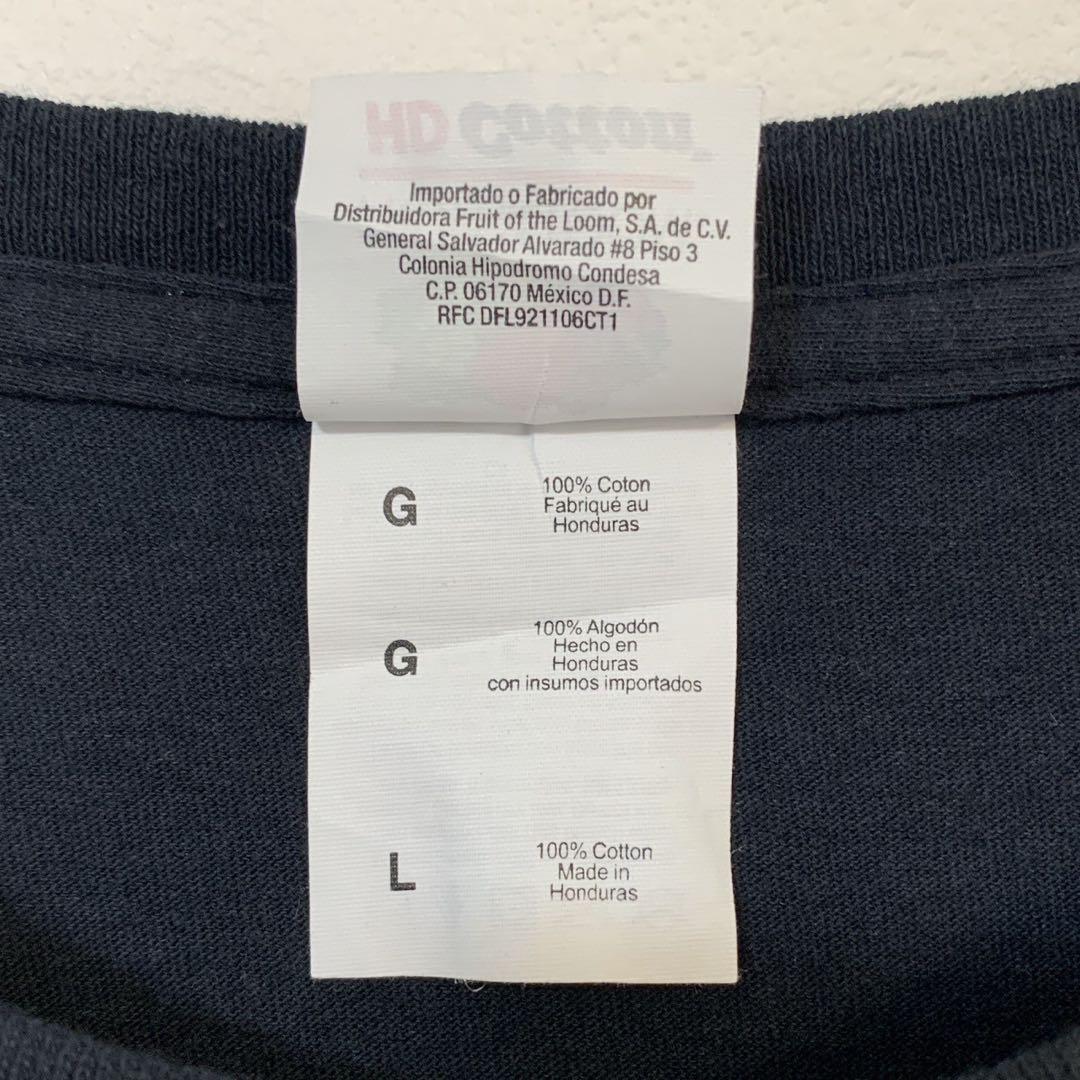 HD Cotton
Importado o Fabricado por
Distribuidora Fruit of the Loom, S.A. de C.V.
General Salvador Alvarado #8 Piso 3
Colonia Hipodromo Condesa
C.P. 06170 México D.F.
RFC DFL921106CT1
G
100% Coton
Fabriqué au
Honduras
G
100% Algodón
Hecho en
Honduras
con insumos importados
L
100% Cotton
Made in
Honduras